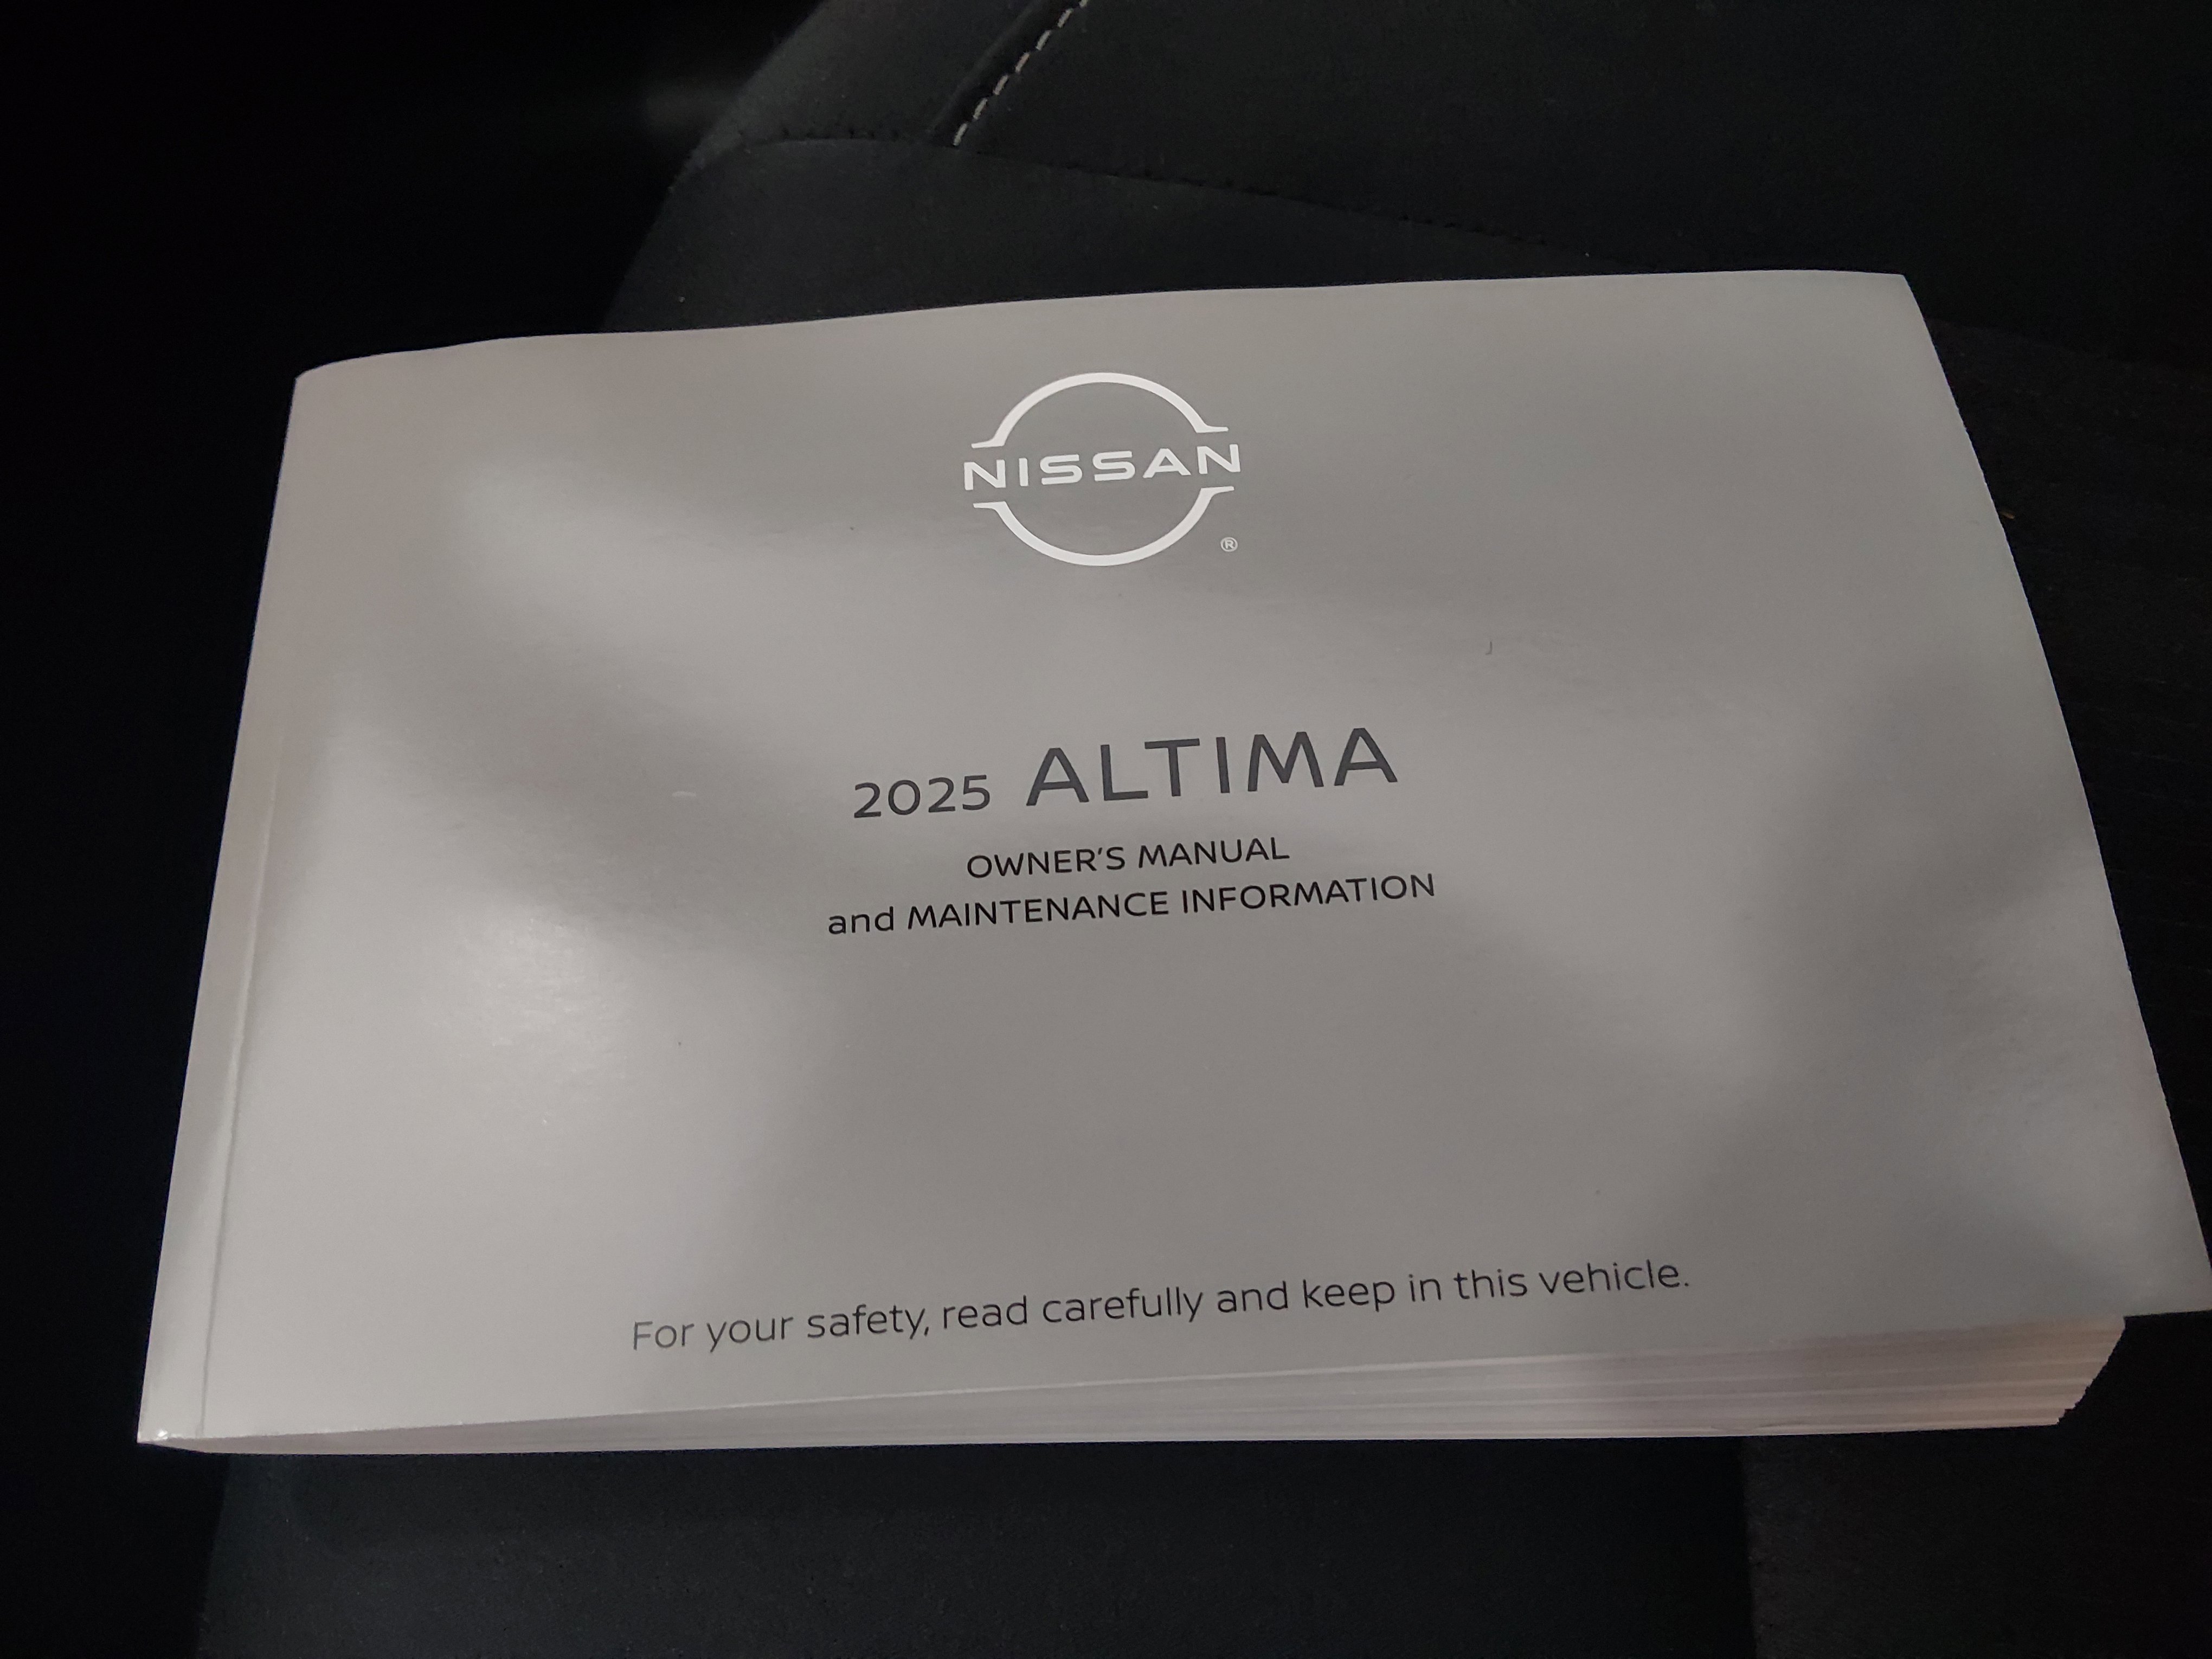 NISSAN
®
2025 ALTIMA
OWNER'S MANUAL
and MAINTENANCE INFORMATION
For your safety, read carefully and keep in this vehicle.